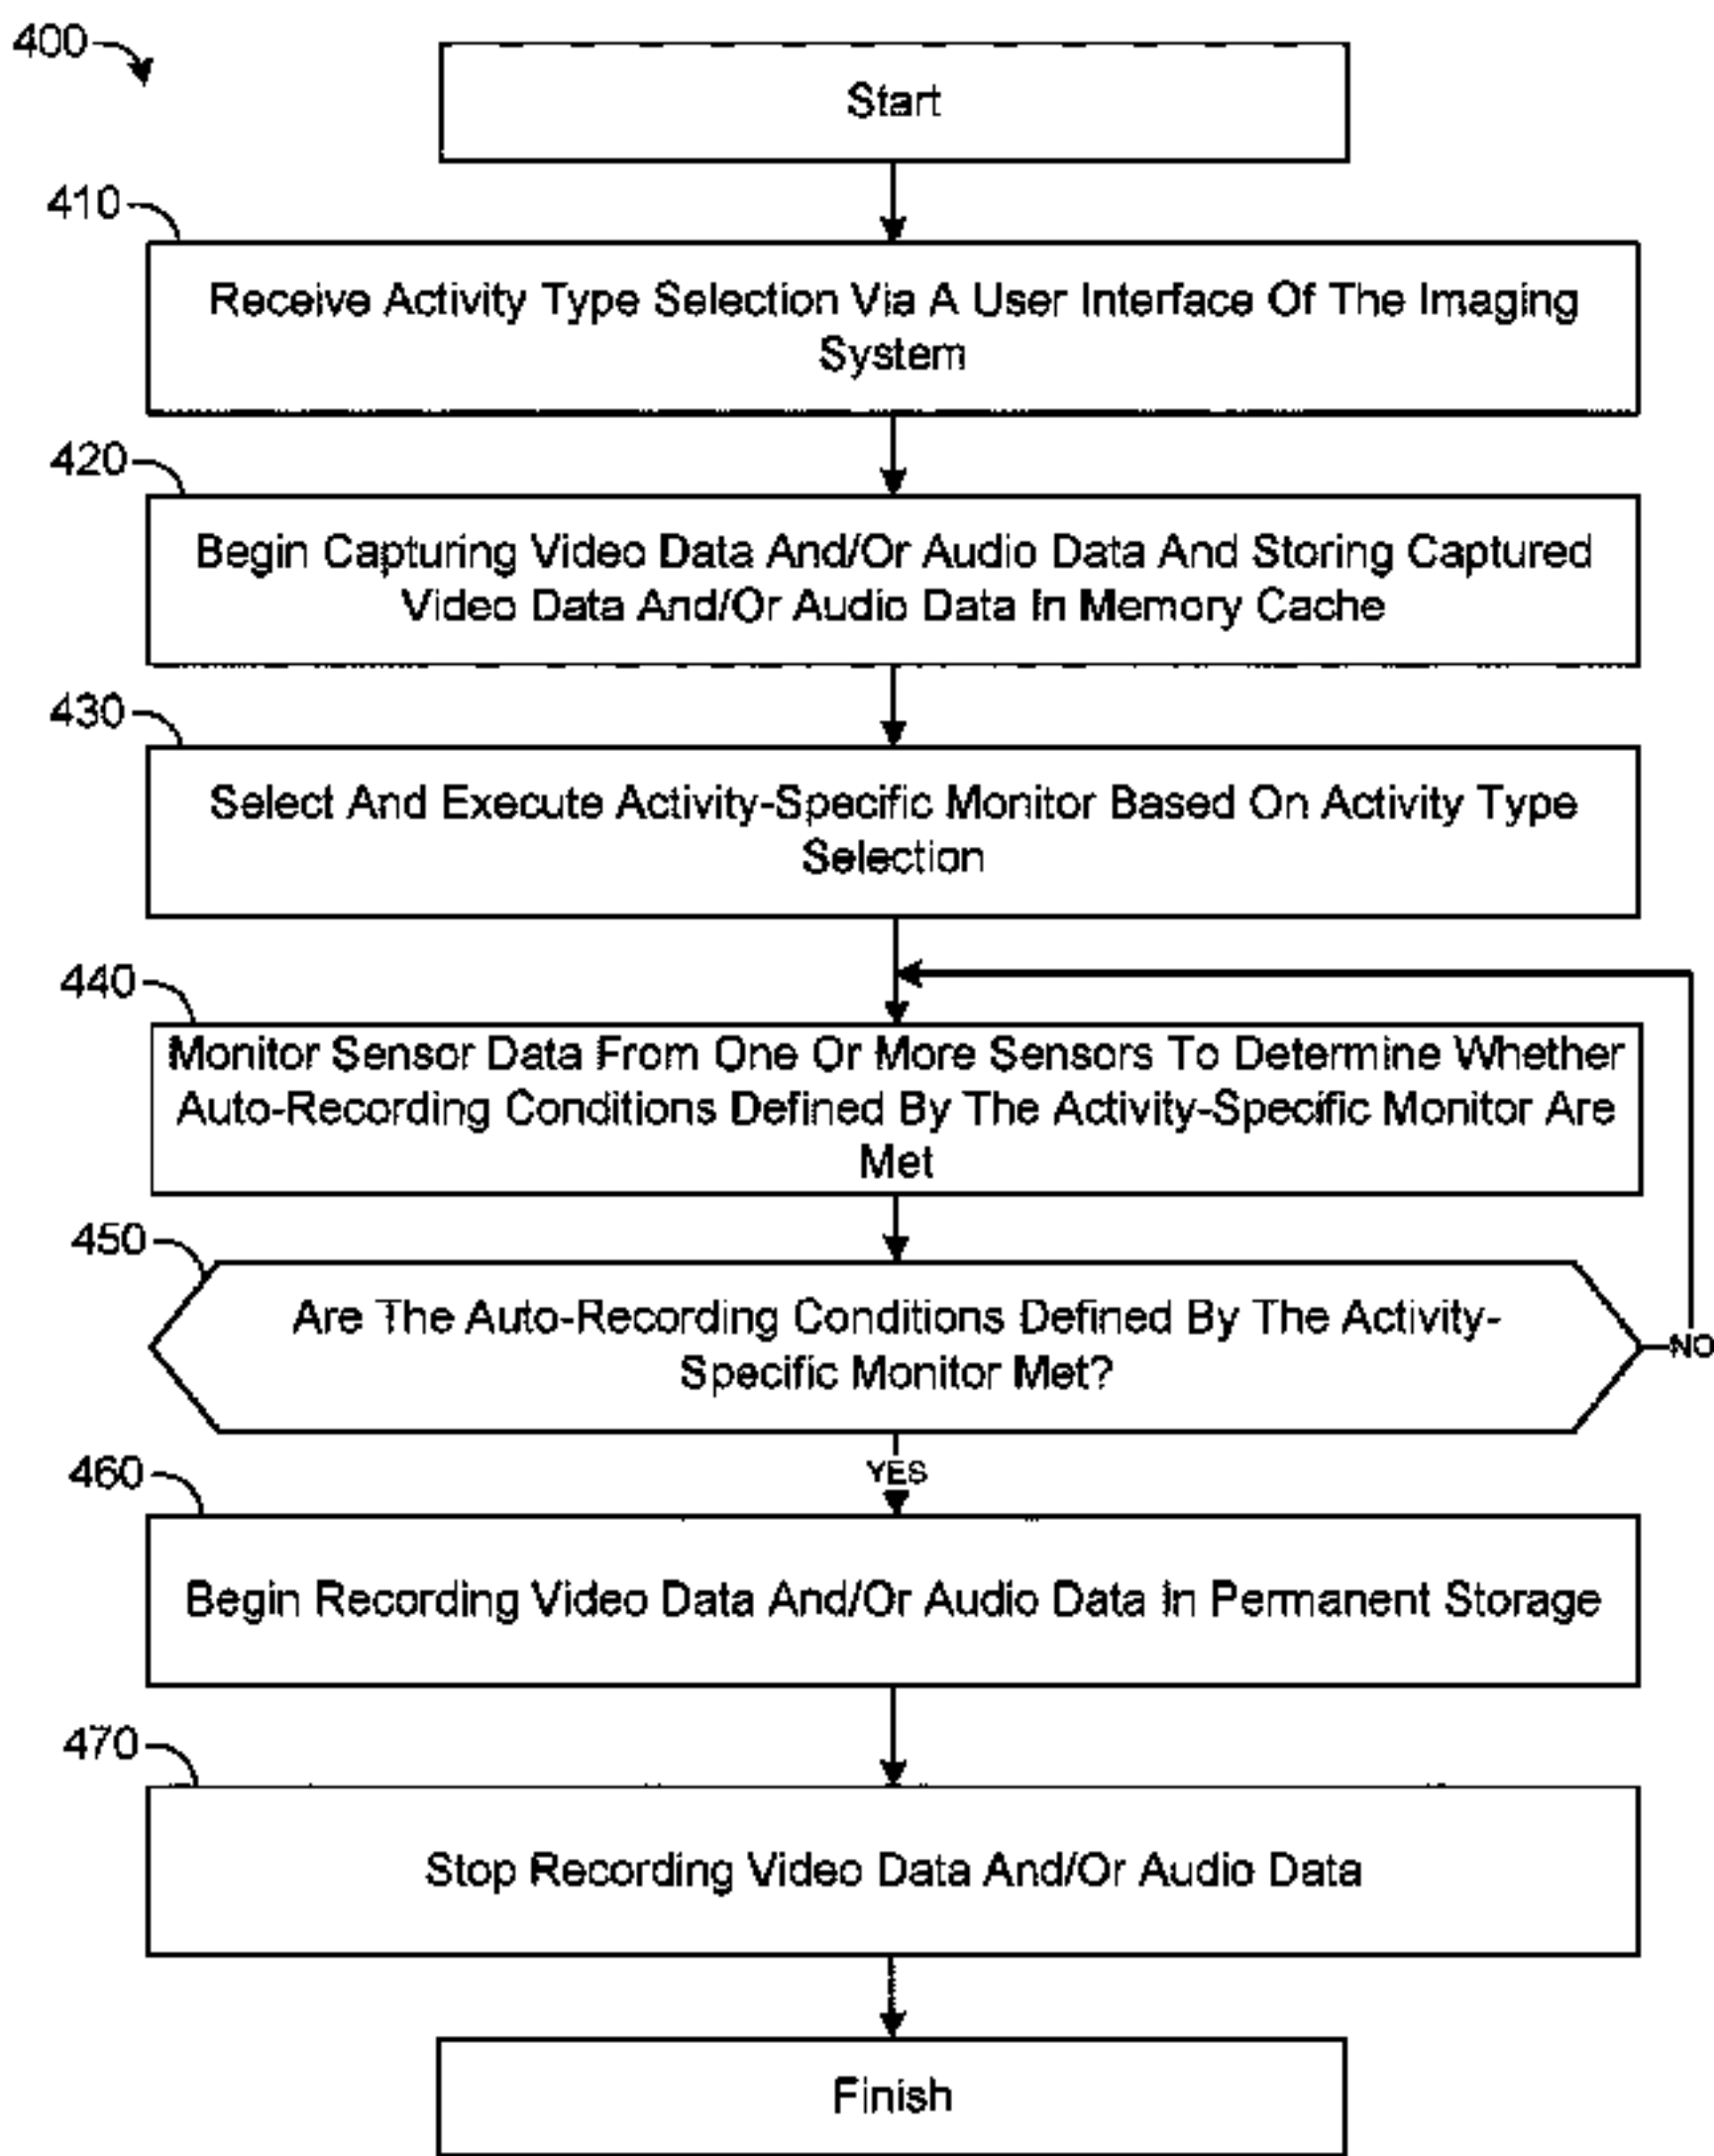 400
Start
410
Receive Activity Type Selection Via A User Interface Of The Imaging
System
420
Begin Capturing Video Data And/Or Audio Data And Storing Captured
Video Data And/Or Audio Data In Memory Cache
430
Select And Execute Activity-Specific Monitor Based On Activity Type
Selection
440
Monitor Sensor Data From One Or More Sensors To Determine Whether
Auto-Recording Conditions Defined By The Activity-Specific Monitor Are
Met
450
Are The Auto-Recording Conditions Defined By The Activity-
Specific Monitor Met?
NO
YES
460
Begin Recording Video Data And/Or Audio Data In Permanent Storage
470
Stop Recording Video Data And/Or Audio Data
Finish